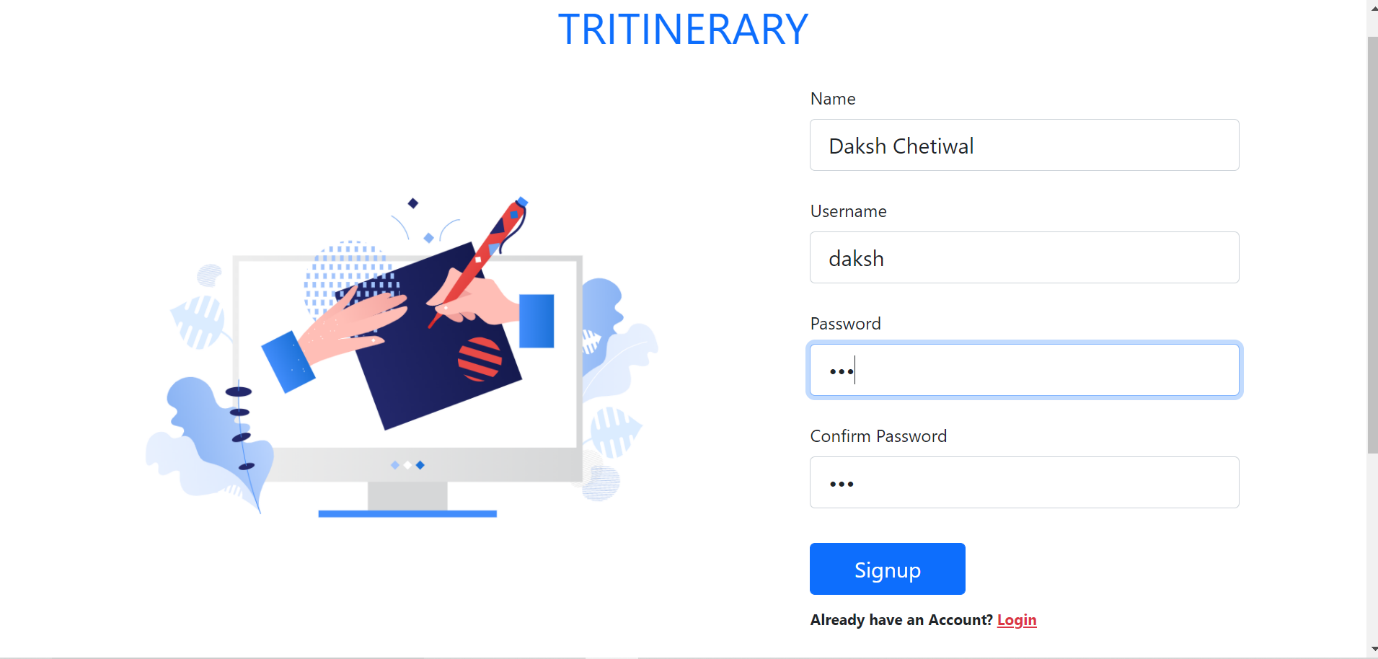 TRITINERARY
Name
Daksh Chetiwal
Username
daksh
Password
•••
Confirm Password
•••
Signup
Already have an Account? Login